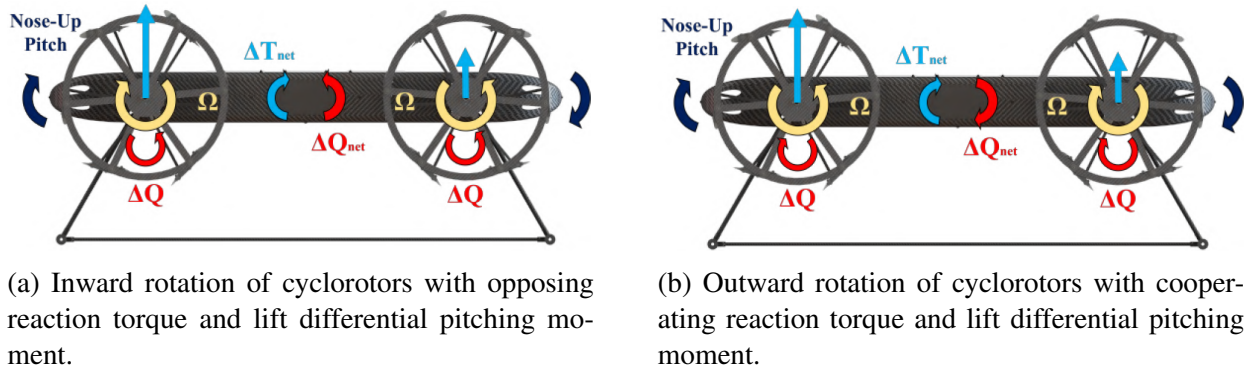 Nose-Up
Pitch
ΔTnet
Ω
Ω
ΔQnet
ΔQ
ΔQ
(a) Inward rotation of cyclorotors with opposing
reaction torque and lift differential pitching mo-
ment.
Nose-Up
Pitch
ΔTnet
Ω
Ω
ΔQnet
ΔQ
ΔQ
(b) Outward rotation of cyclorotors with cooper-
ating reaction torque and lift differential pitching
moment.